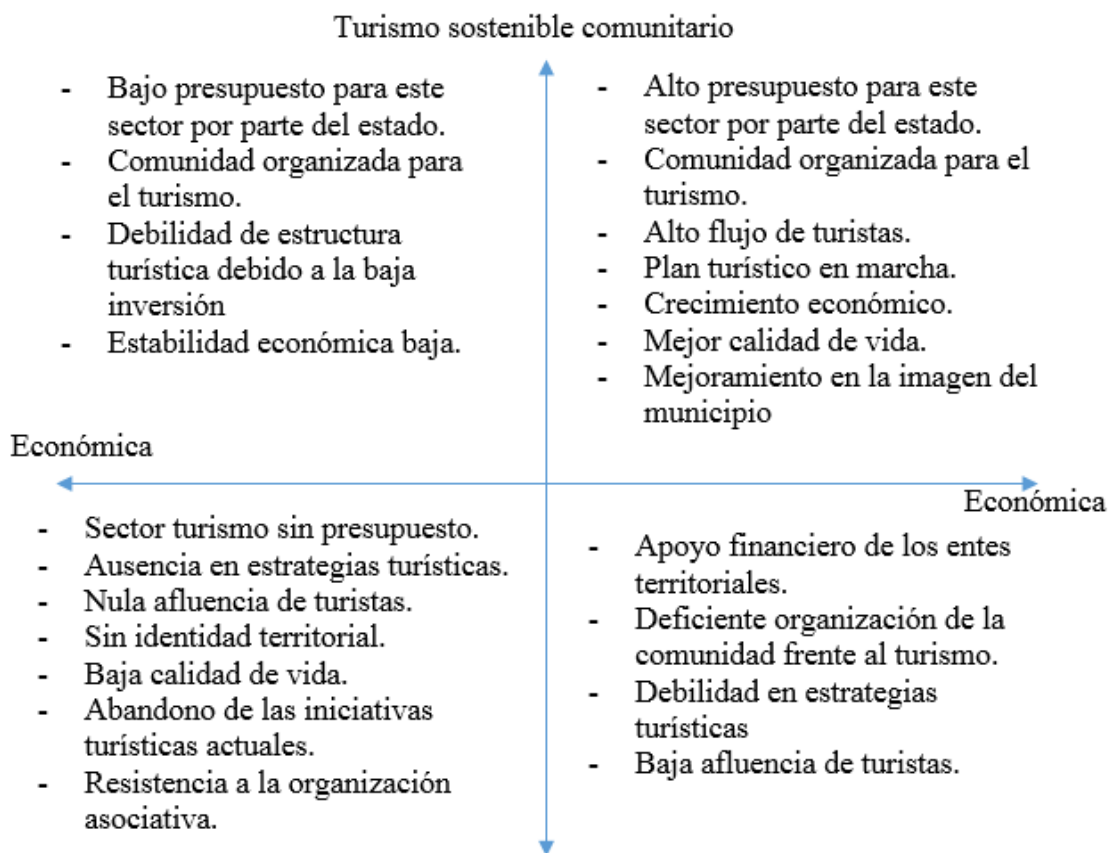 Turismo sostenible comunitario
- Bajo presupuesto para este
sector por parte del estado.
- Comunidad organizada para
el turismo.
- Debilidad de estructura
turística debido a la baja
inversión
- Estabilidad económica baja.
- Alto presupuesto para este
sector por parte del estado.
- Comunidad organizada para el
turismo.
- Alto flujo de turistas.
- Plan turístico en marcha.
- Crecimiento económico.
- Mejor calidad de vida.
- Mejoramiento en la imagen del
municipio
Económica
Económica
- Sector turismo sin presupuesto.
- Ausencia en estrategias turísticas.
- Nula afluencia de turistas.
- Sin identidad territorial.
- Baja calidad de vida.
- Abandono de las iniciativas
turísticas actuales.
- Resistencia a la organización
asociativa.
- Apoyo financiero de los entes
territoriales.
- Deficiente organización de la
comunidad frente al turismo.
- Debilidad en estrategias
turísticas
- Baja afluencia de turistas.